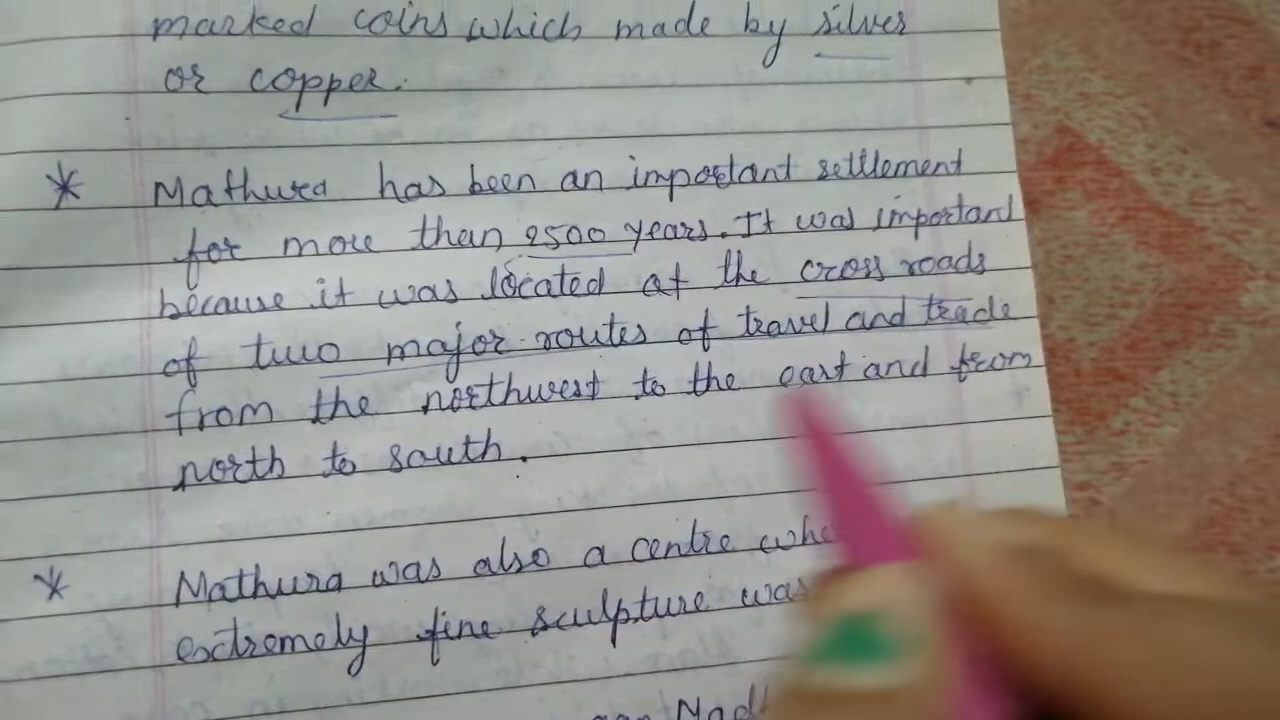 marked coins which made by silver
or copper.
* Mathura has been an important settlement
for more than 2500 years. It was important
because it was located at the cross roads
of two major routes of travel and trade
from the northwest to the east and from
north to south.
* Mathura was also a centre
extremely fine sculpture was